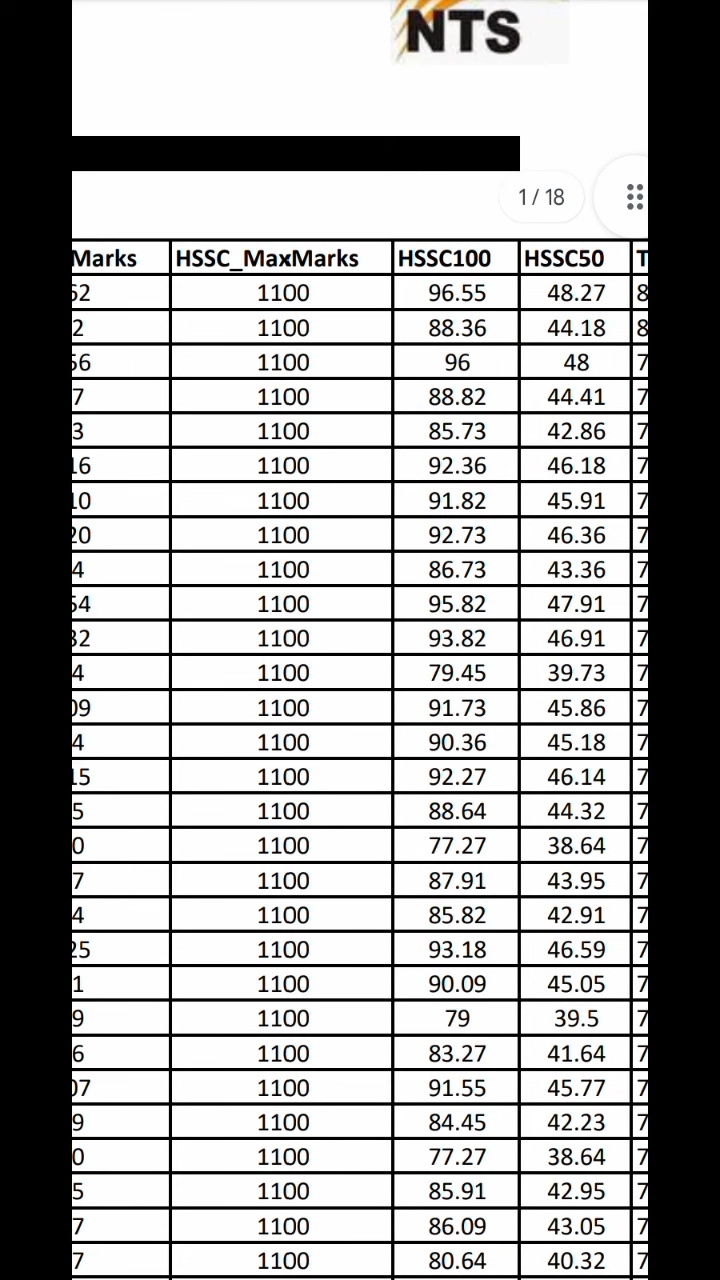 NTS
1 / 18
Marks HSSC_MaxMarks HSSC100 HSSC50 T
62 1100 96.55 48.27 8
2 1100 88.36 44.18 8
56 1100 96 48 7
7 1100 88.82 44.41 7
3 1100 85.73 42.86 7
16 1100 92.36 46.18 7
10 1100 91.82 45.91 7
20 1100 92.73 46.36 7
4 1100 86.73 43.36 7
54 1100 95.82 47.91 7
32 1100 93.82 46.91 7
4 1100 79.45 39.73 7
09 1100 91.73 45.86 7
4 1100 90.36 45.18 7
15 1100 92.27 46.14 7
5 1100 88.64 44.32 7
0 1100 77.27 38.64 7
7 1100 87.91 43.95 7
4 1100 85.82 42.91 7
25 1100 93.18 46.59 7
1 1100 90.09 45.05 7
9 1100 79 39.5 7
6 1100 83.27 41.64 7
07 1100 91.55 45.77 7
9 1100 84.45 42.23 7
0 1100 77.27 38.64 7
5 1100 85.91 42.95 7
7 1100 86.09 43.05 7
7 1100 80.64 40.32 7